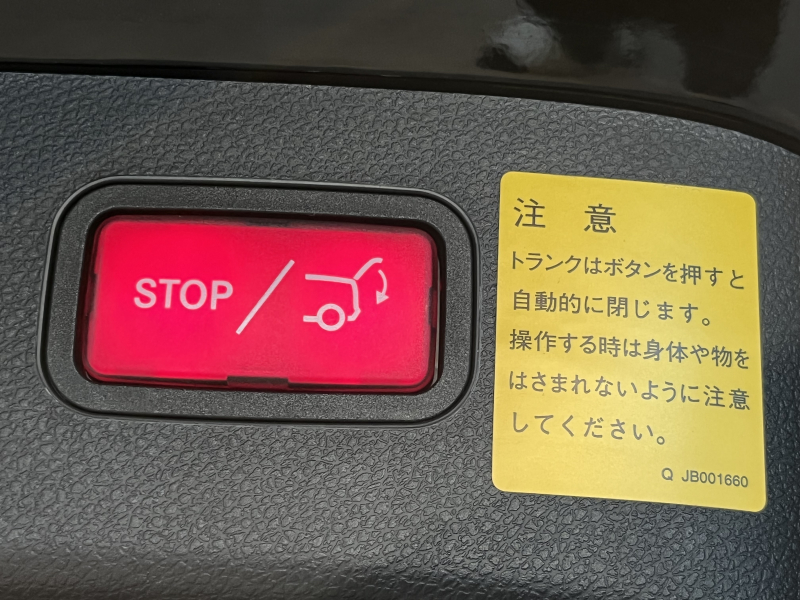 STOP
注 意
トランクはボタンを押すと
自動的に閉じます。
操作する時は身体や物を
はさまれないように注意
してください。
Q JB001660